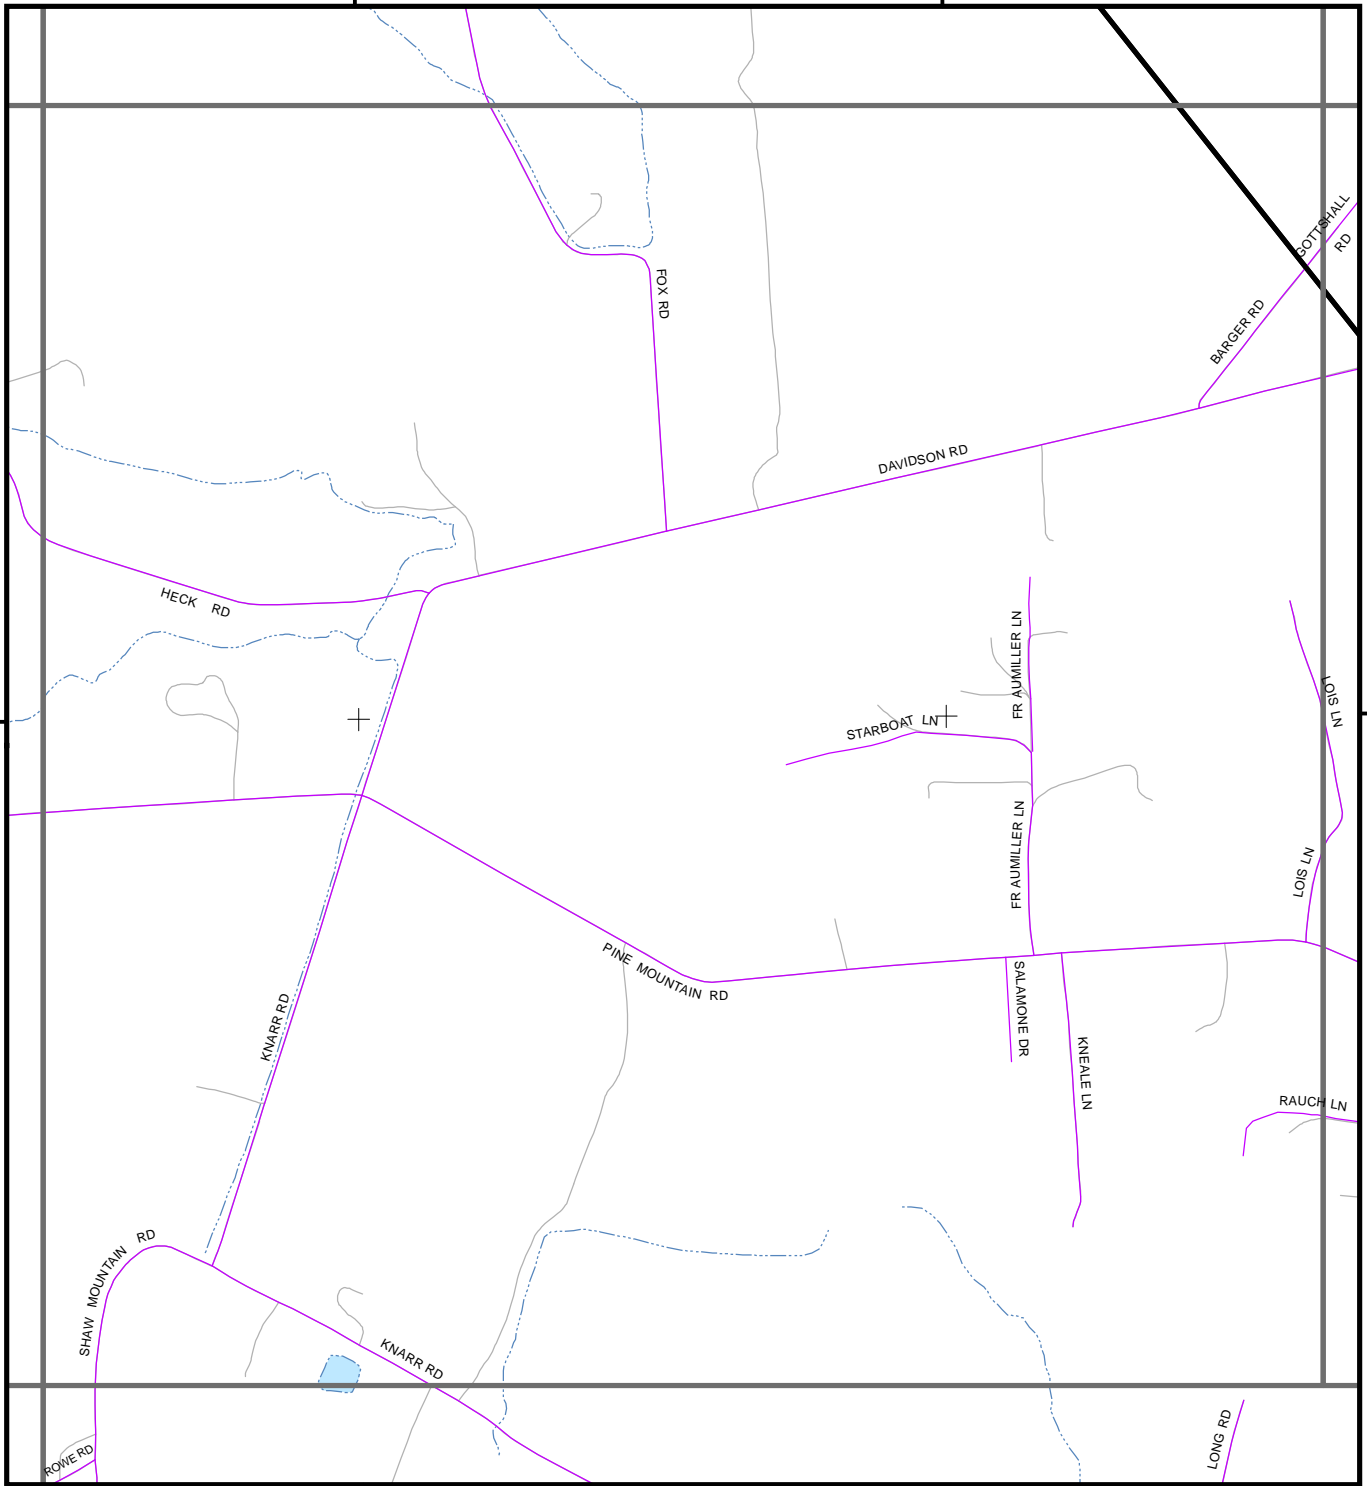 GOTTSHALL
RD
FOX RD
BARGER RD
DAVIDSON RD
HECK RD
FR AUMILLER LN
LOIS LN
STARBOAT LN
FR AUMILLER LN
LOIS LN
PINE MOUNTAIN RD
SALAMONE DR
KNARR RD
KNEALE LN
RAUCH LN
SHAW MOUNTAIN RD
KNARR RD
LONG RD
ROWE RD